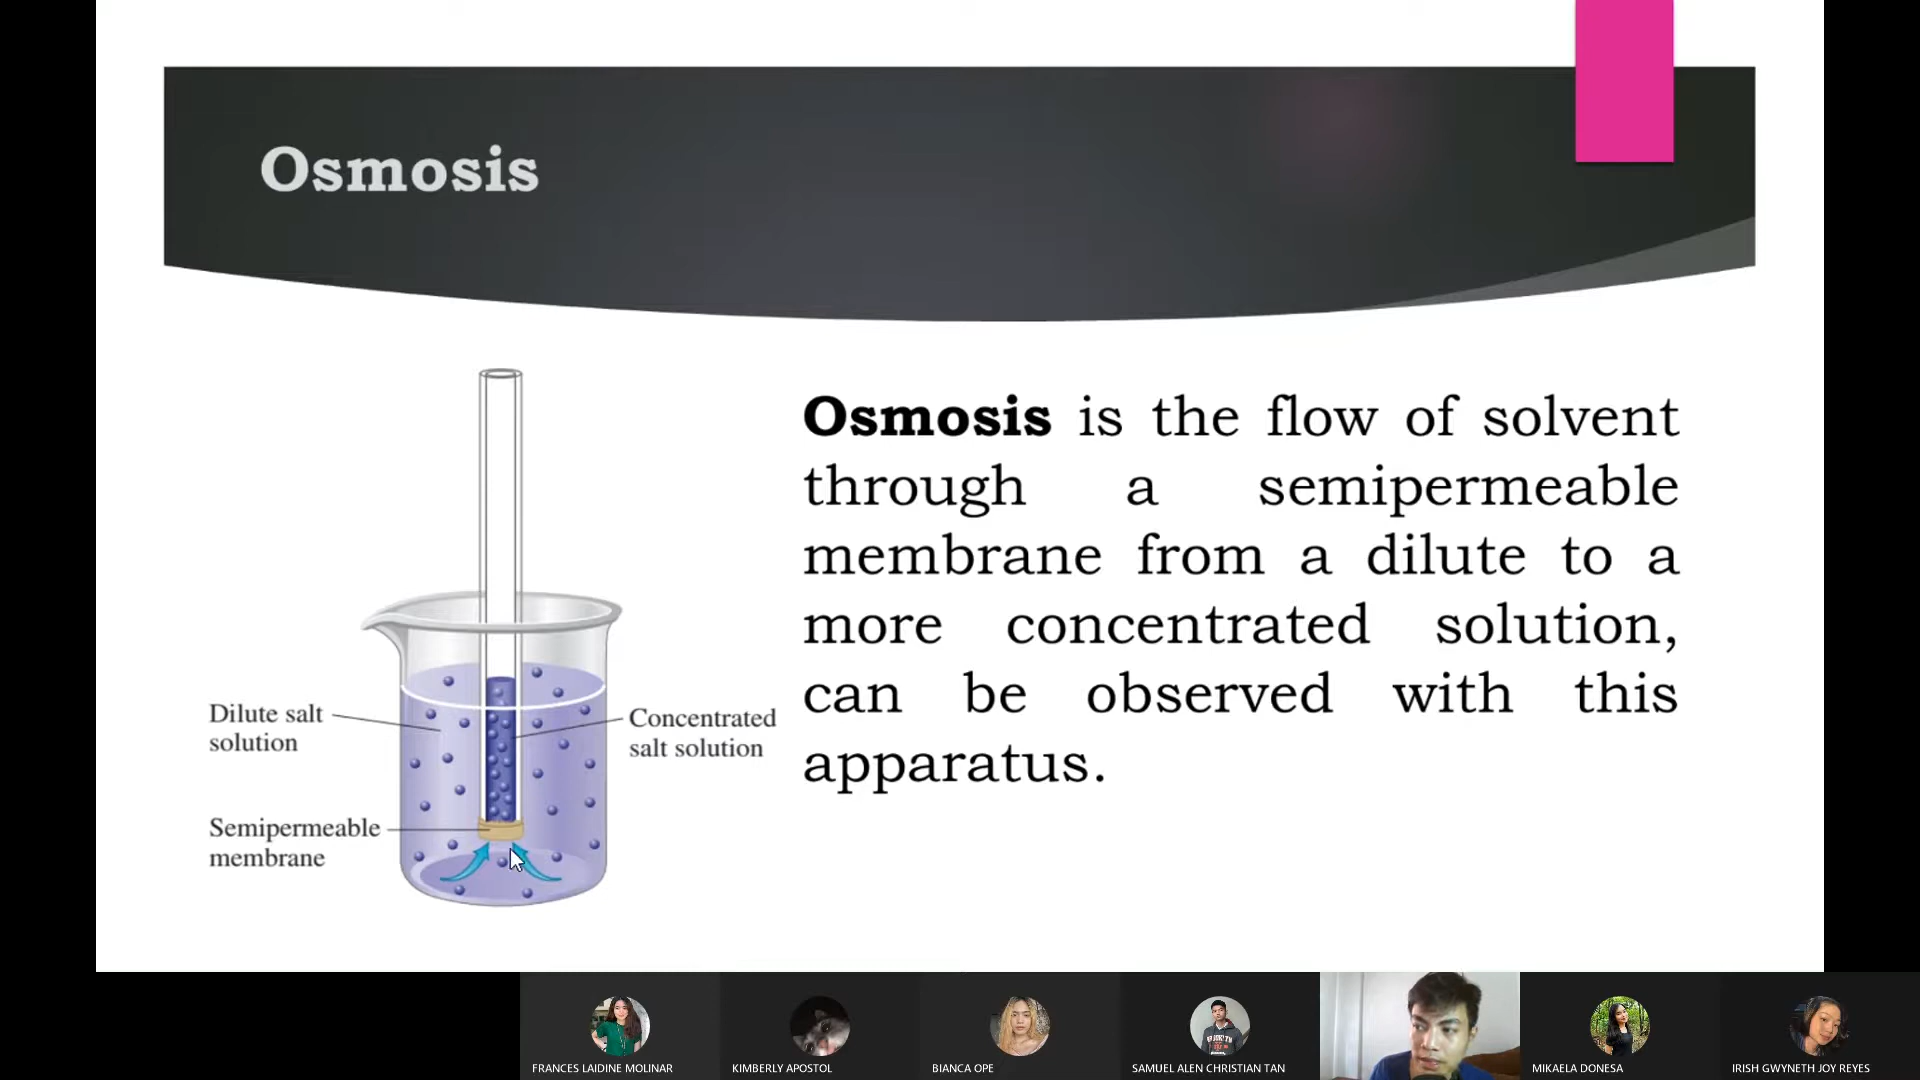 Osmosis
Osmosis is the flow of solvent
through a semipermeable
membrane from a dilute to a
more concentrated solution,
can be observed with this
apparatus.
Dilute salt
solution
Concentrated
salt solution
Semipermeable
membrane
FRANCES LAIDINE MOLINAR
KIMBERLY APOSTOL
BIANCA OPE
SAMUEL ALEN CHRISTIAN TAN
MIKAELA DONESA
IRISH GWYNETH JOY REYES